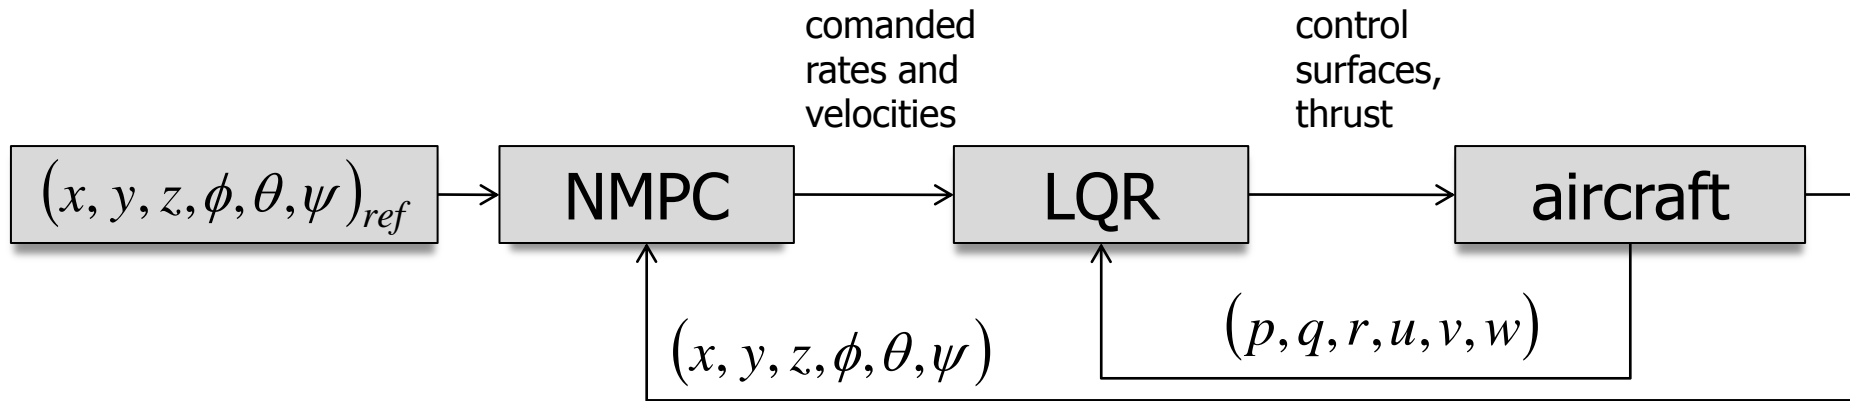 comanded
rates and
velocities
control
surfaces,
thrust
(x, y, z, ϕ, θ, ψ)ref
NMPC
LQR
aircraft
(x, y, z, ϕ, θ, ψ)
(p, q, r, u, v, w)